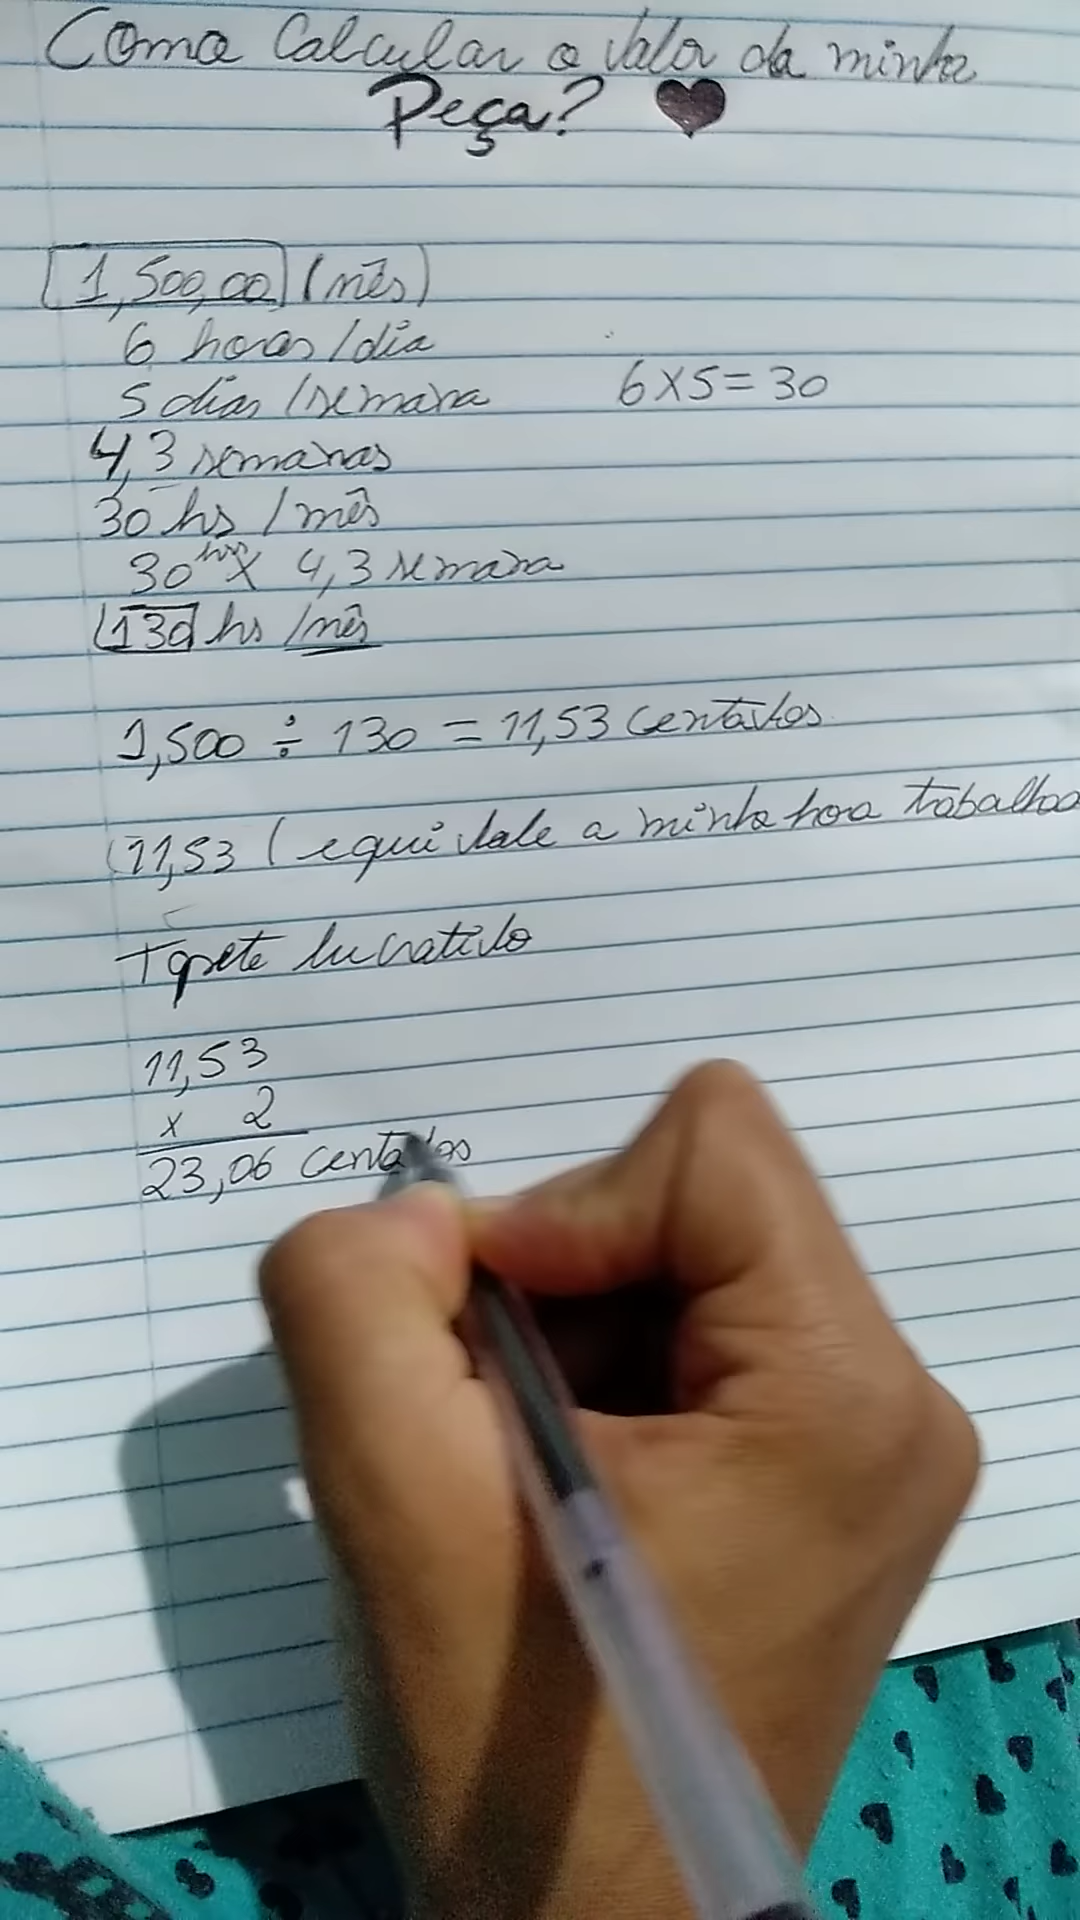 Como Calcular o valor da minha
Peça?
1,500,00 (mês)
6 horas /dia
5 dias /semana 6x5=30
4,3 semanas
30 hs /mês
30 hrs x 4,3 semana
130 hs /mês
1,500 ÷ 130 = 11,53 centavos
11,53 (equivale a minha hora trabalhad
Tapete lucrativo
11,53
x 2
23,06 centavos